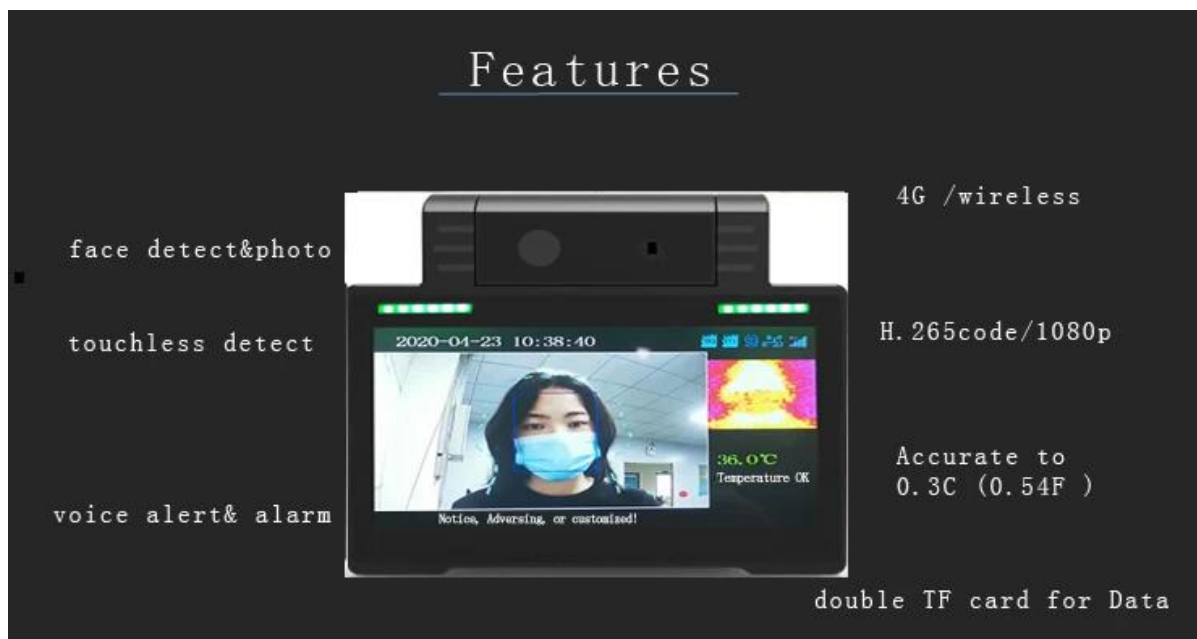 Features
4G /wireless
face detect&photo
touchless detect
H.265code/1080p
2020-04-23 10:38:40
36.0℃
Temperature OK
Accurate to
0.3C (0.54F )
voice alert& alarm
Notice, Adversing, or customized!
double TF card for Data